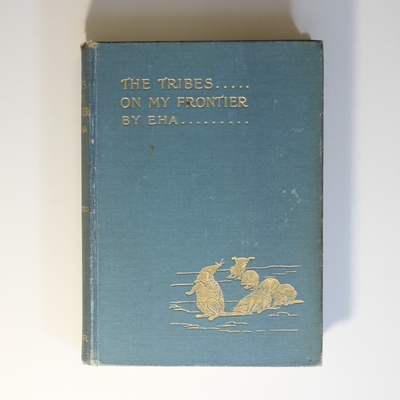 THE TRIBES.....
ON MY FRONTIER
BY EHA.........